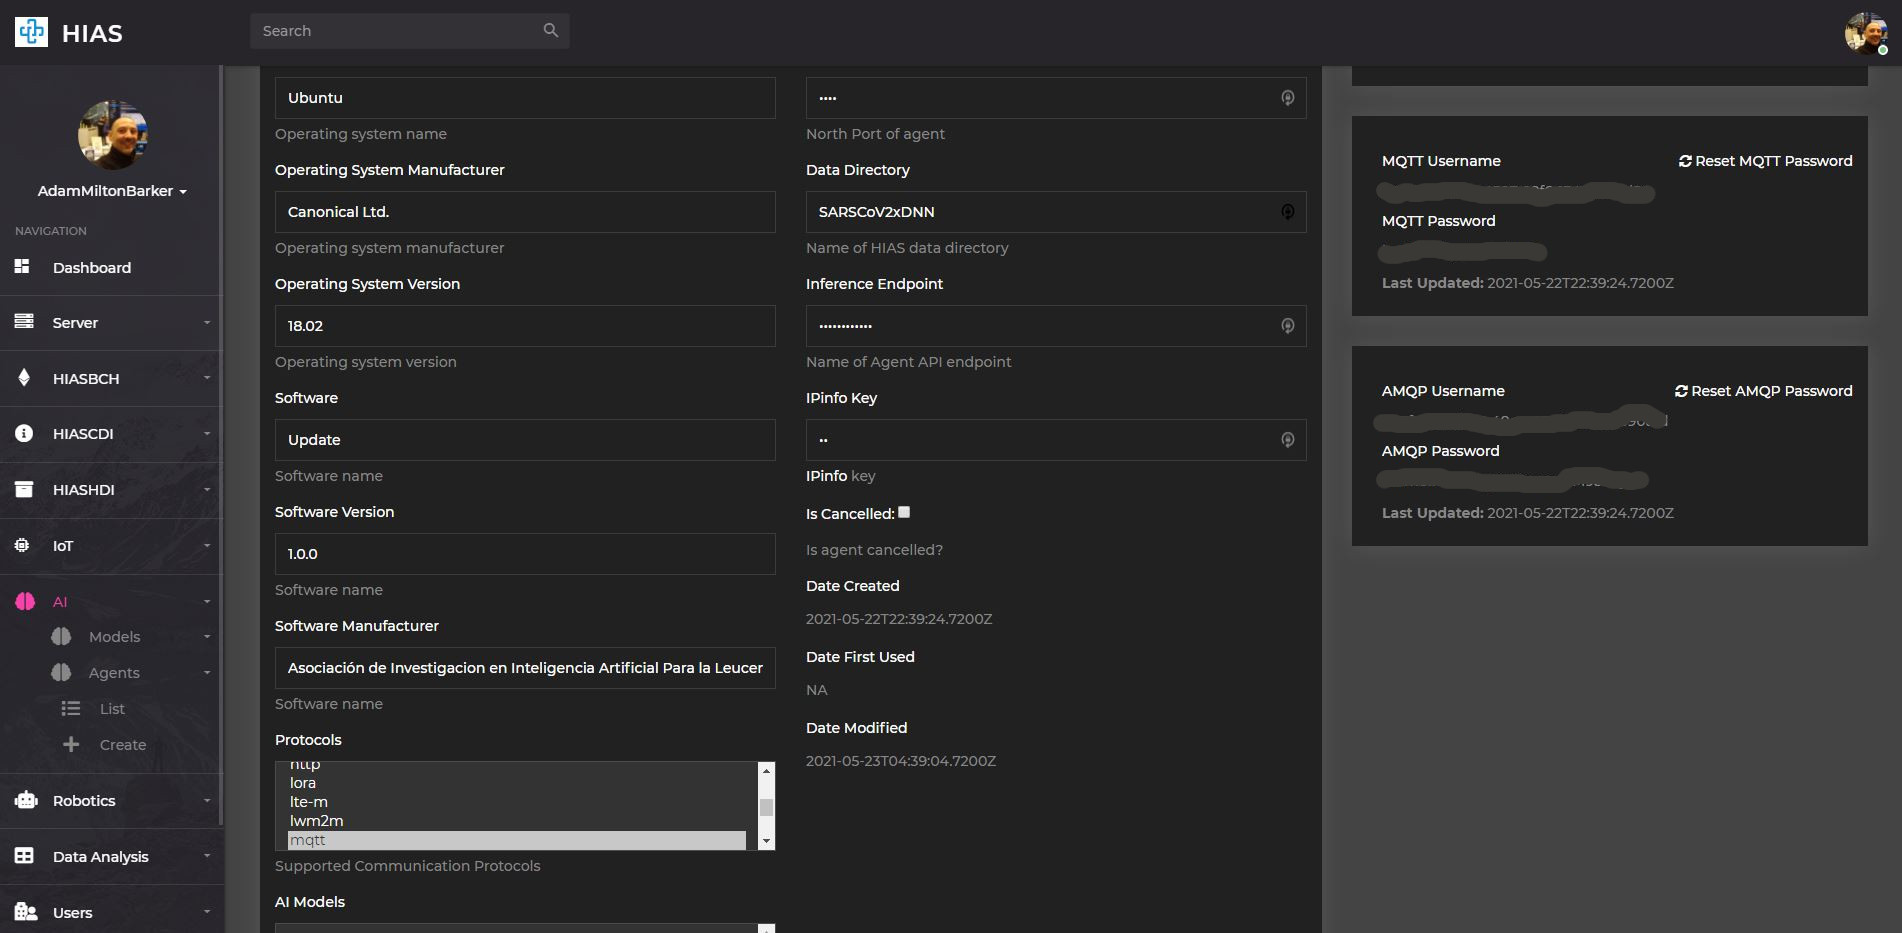 HIAS
Search
AdamMiltonBarker
NAVIGATION
Dashboard
Server
HIASBCH
HIASCDI
HIASHDI
IoT
AI
Models
Agents
List
Create
Robotics
Data Analysis
Users
Ubuntu
Operating system name
Operating System Manufacturer
Canonical Ltd.
Operating system manufacturer
Operating System Version
18.02
Operating system version
Software
Update
Software name
Software Version
1.0.0
Software name
Software Manufacturer
Asociación de Investigacion en Inteligencia Artificial Para la Leucer
Software name
Protocols
http
lora
lte-m
lwm2m
mqtt
Supported Communication Protocols
AI Models
••••
North Port of agent
Data Directory
SARSCoV2xDNN
Name of HIAS data directory
Inference Endpoint
••••••••••••
Name of Agent API endpoint
IPinfo Key
••
IPinfo key
Is Cancelled:
Is agent cancelled?
Date Created
2021-05-22T22:39:24.7200Z
Date First Used
NA
Date Modified
2021-05-23T04:39:04.7200Z
MQTT Username
Reset MQTT Password
MQTT Password
Last Updated: 2021-05-22T22:39:24.7200Z
AMQP Username
Reset AMQP Password
AMQP Password
Last Updated: 2021-05-22T22:39:24.7200Z